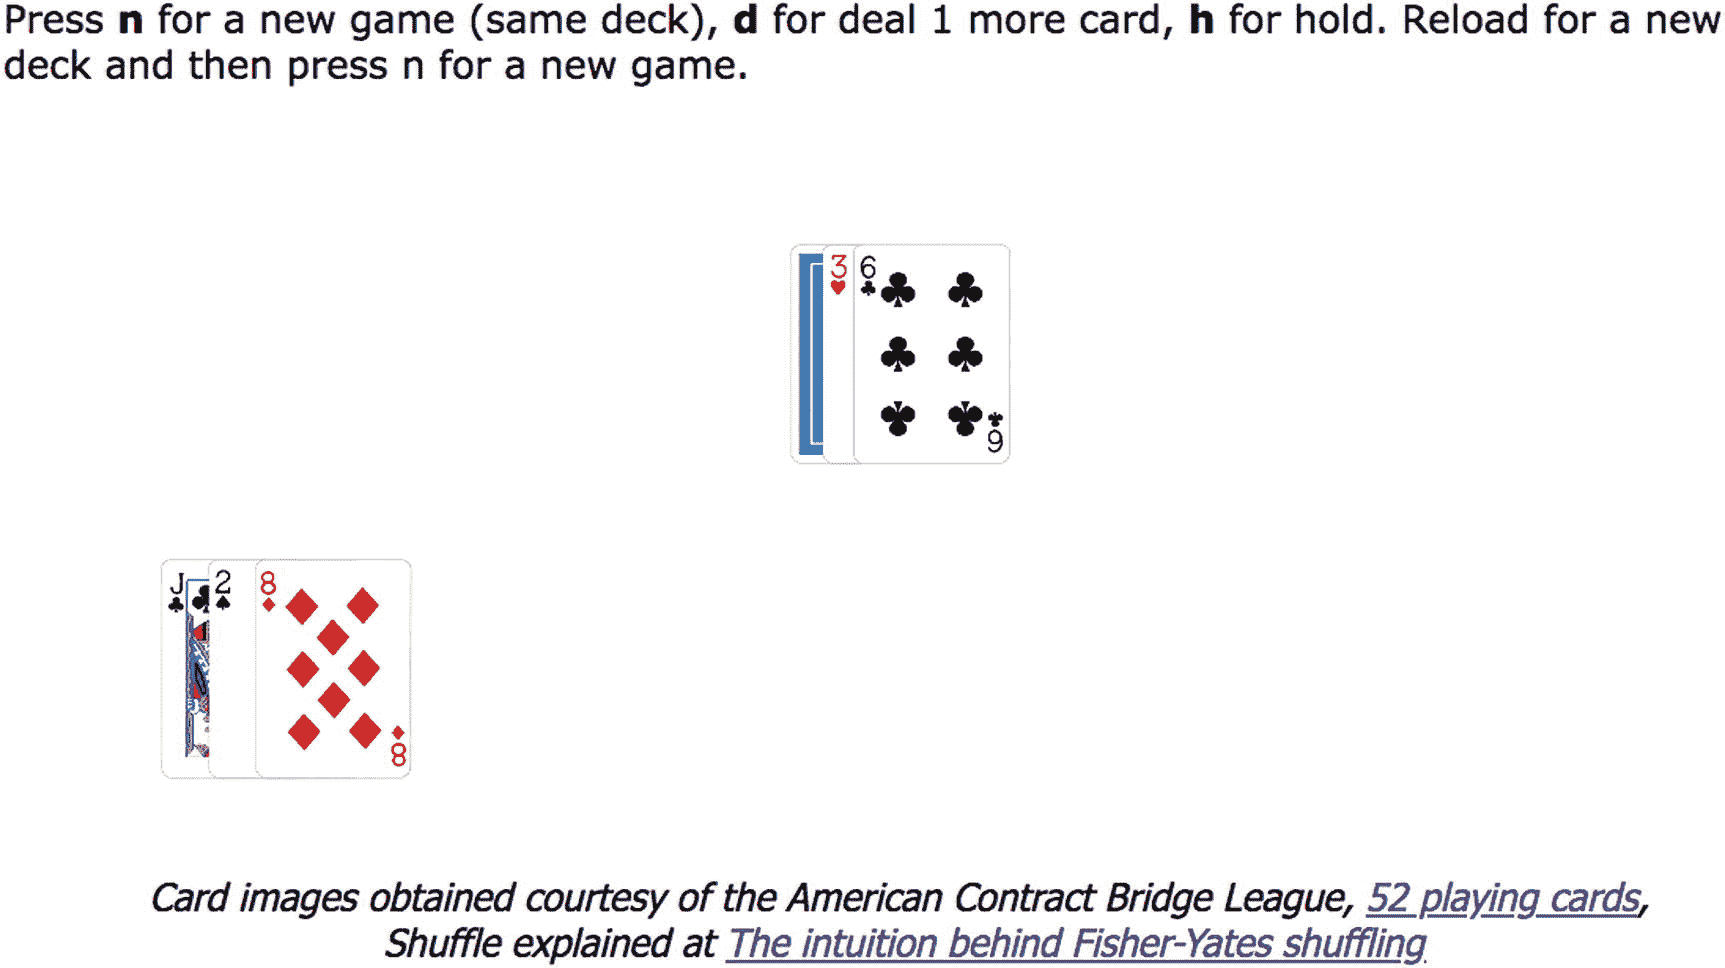 Press n for a new game (same deck), d for deal 1 more card, h for hold. Reload for a new
deck and then press n for a new game.
3 6
9
J 2 8
8
Card images obtained courtesy of the American Contract Bridge League, 52 playing cards,
Shuffle explained at The intuition behind Fisher-Yates shuffling